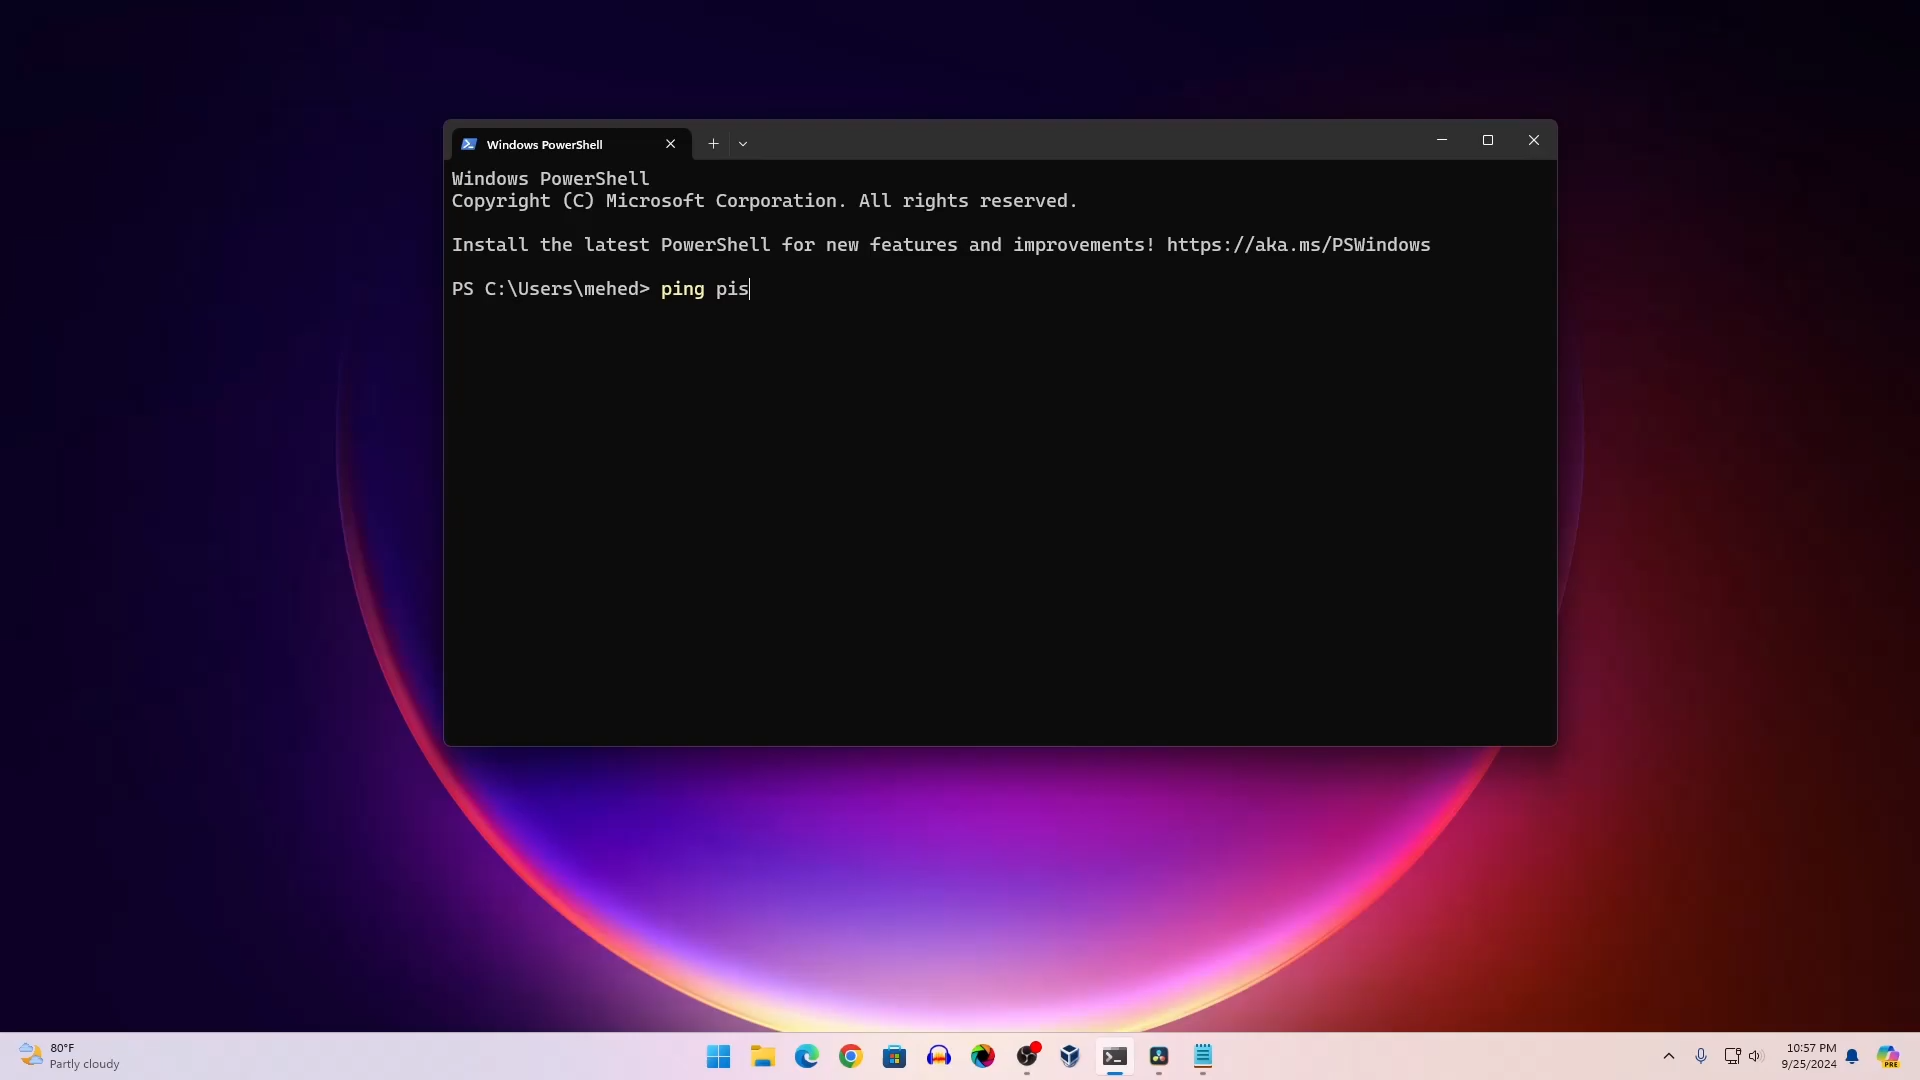 Windows PowerShell
Windows PowerShell
Copyright (C) Microsoft Corporation. All rights reserved.
Install the latest PowerShell for new features and improvements! https://aka.ms/PSWindows
PS C:\Users\mehed> ping pis
80°F
Partly cloudy
10:57 PM
9/25/2024
PRE